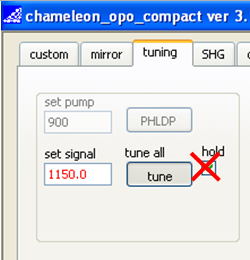 chameleon_opo_compact ver 3.
custom mirror tuning SHG
set pump
900 PHLDP
set signal tune all hold
1150.0 tune